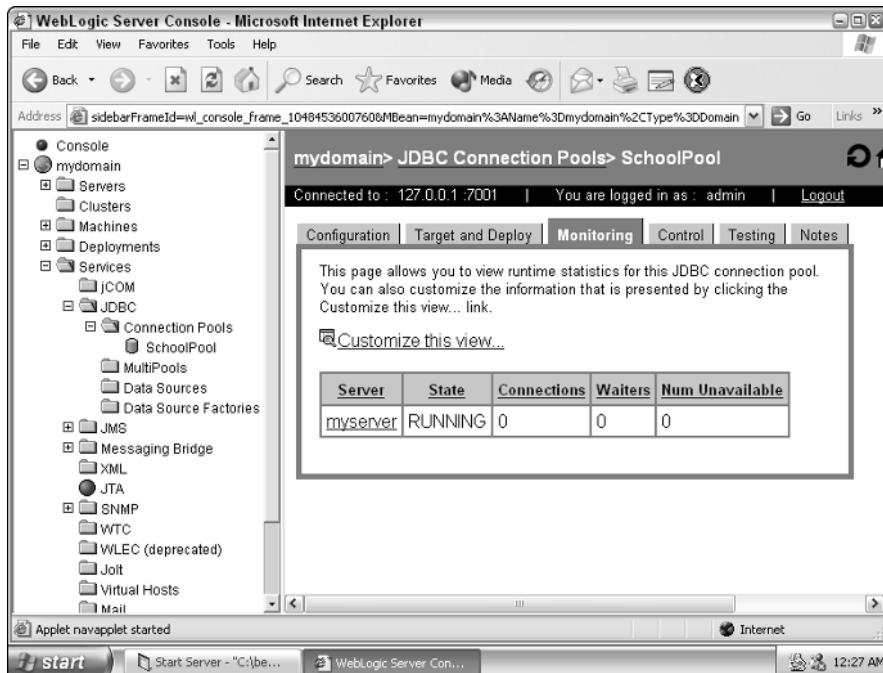 WebLogic Server Console - Microsoft Internet Explorer
File Edit View Favorites Tools Help
Back Search Favorites Media
Address sidebarFrameId=wl_console_frame_1048453600760&MBean=mydomain%3AName%3Dmydomain%2CType%3DDomain Go Links »
Console
mydomain
Servers
Clusters
Machines
Deployments
Services
jCOM
JDBC
Connection Pools
SchoolPool
MultiPools
Data Sources
Data Source Factories
JMS
Messaging Bridge
XML
JTA
SNMP
WTC
WLEC (deprecated)
Jolt
Virtual Hosts
Mail
mydomain> JDBC Connection Pools> SchoolPool
Connected to : 127.0.0.1 :7001 | You are logged in as : admin | Logout
Configuration Target and Deploy Monitoring Control Testing Notes
This page allows you to view runtime statistics for this JDBC connection pool.
You can also customize the information that is presented by clicking the
Customize this view... link.
Customize this view...
Server State Connections Waiters Num Unavailable
myserver RUNNING 0 0 0
Applet navapplet started Internet
start Start Server - "C:\be... WebLogic Server Con... 12:27 AM